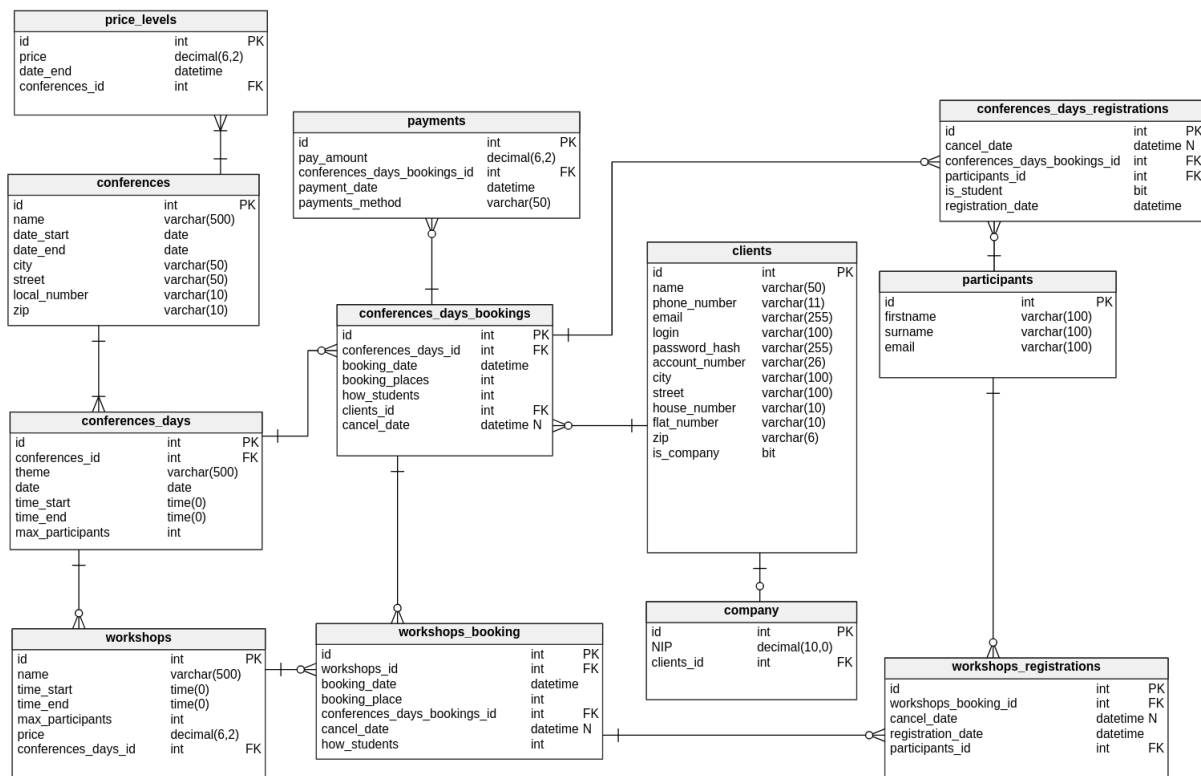 price_levels
id int PK
price decimal(6,2)
date_end datetime
conferences_id int FK
payments
id int PK
pay_amount decimal(6,2)
conferences_days_bookings_id int FK
payment_date datetime
payments_method varchar(50)
conferences_days_registrations
id int PK
cancel_date datetime N
conferences_days_bookings_id int FK
participants_id int FK
is_student bit
registration_date datetime
conferences
id int PK
name varchar(500)
date_start date
date_end date
city varchar(50)
street varchar(50)
local_number varchar(10)
zip varchar(10)
clients
id int PK
name varchar(50)
phone_number varchar(11)
email varchar(255)
login varchar(100)
password_hash varchar(255)
account_number varchar(26)
city varchar(100)
street varchar(100)
house_number varchar(10)
flat_number varchar(10)
zip varchar(6)
is_company bit
participants
id int PK
firstname varchar(100)
surname varchar(100)
email varchar(100)
conferences_days_bookings
id int PK
conferences_days_id int FK
booking_date datetime
booking_places int
how_students int
clients_id int FK
cancel_date datetime N
conferences_days
id int PK
conferences_id int FK
theme varchar(500)
date date
time_start time(0)
time_end time(0)
max_participants int
workshops
id int PK
name varchar(500)
time_start time(0)
time_end time(0)
max_participants int
price decimal(6,2)
conferences_days_id int FK
workshops_booking
id int PK
workshops_id int FK
booking_date datetime
booking_place int
conferences_days_bookings_id int FK
cancel_date datetime N
how_students int
company
id int PK
NIP decimal(10,0)
clients_id int FK
workshops_registrations
id int PK
workshops_booking_id int FK
cancel_date datetime N
registration_date datetime
participants_id int FK